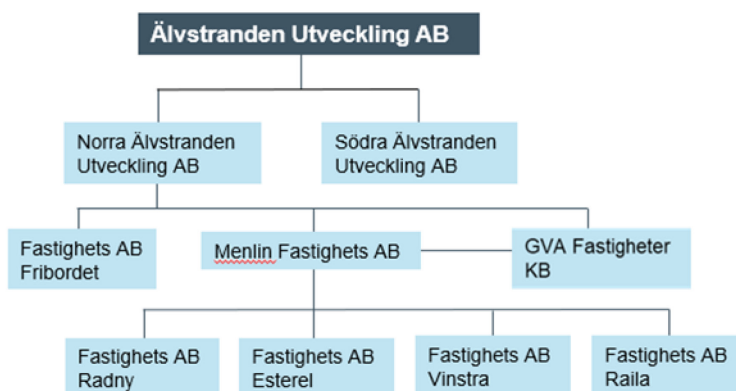 Älvstranden Utveckling AB
Norra Älvstranden
Utveckling AB
Södra Älvstranden
Utveckling AB
Fastighets AB
Fribordet
Menlin Fastighets AB
GVA Fastigheter
KB
Fastighets AB
Radny
Fastighets AB
Esterel
Fastighets AB
Vinstra
Fastighets AB
Raila